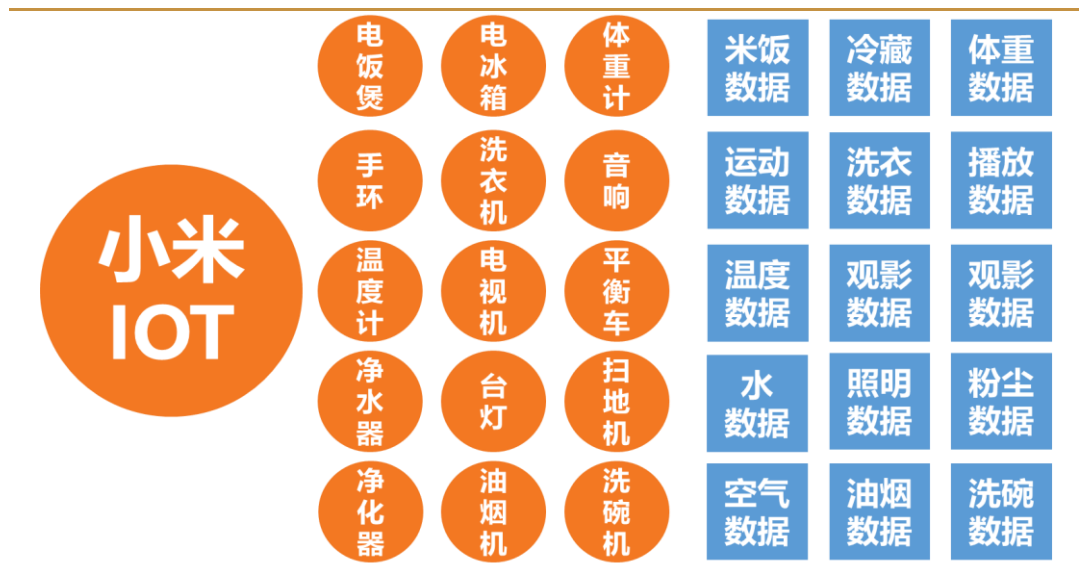 小米
IOT
电饭煲
电冰箱
体重计
手环
洗衣机
音响
温度计
电视机
平衡车
净水器
台灯
扫地机
净化器
油烟机
洗碗机
米饭
数据
冷藏
数据
体重
数据
运动
数据
洗衣
数据
播放
数据
温度
数据
观影
数据
观影
数据
水
数据
照明
数据
粉尘
数据
空气
数据
油烟
数据
洗碗
数据